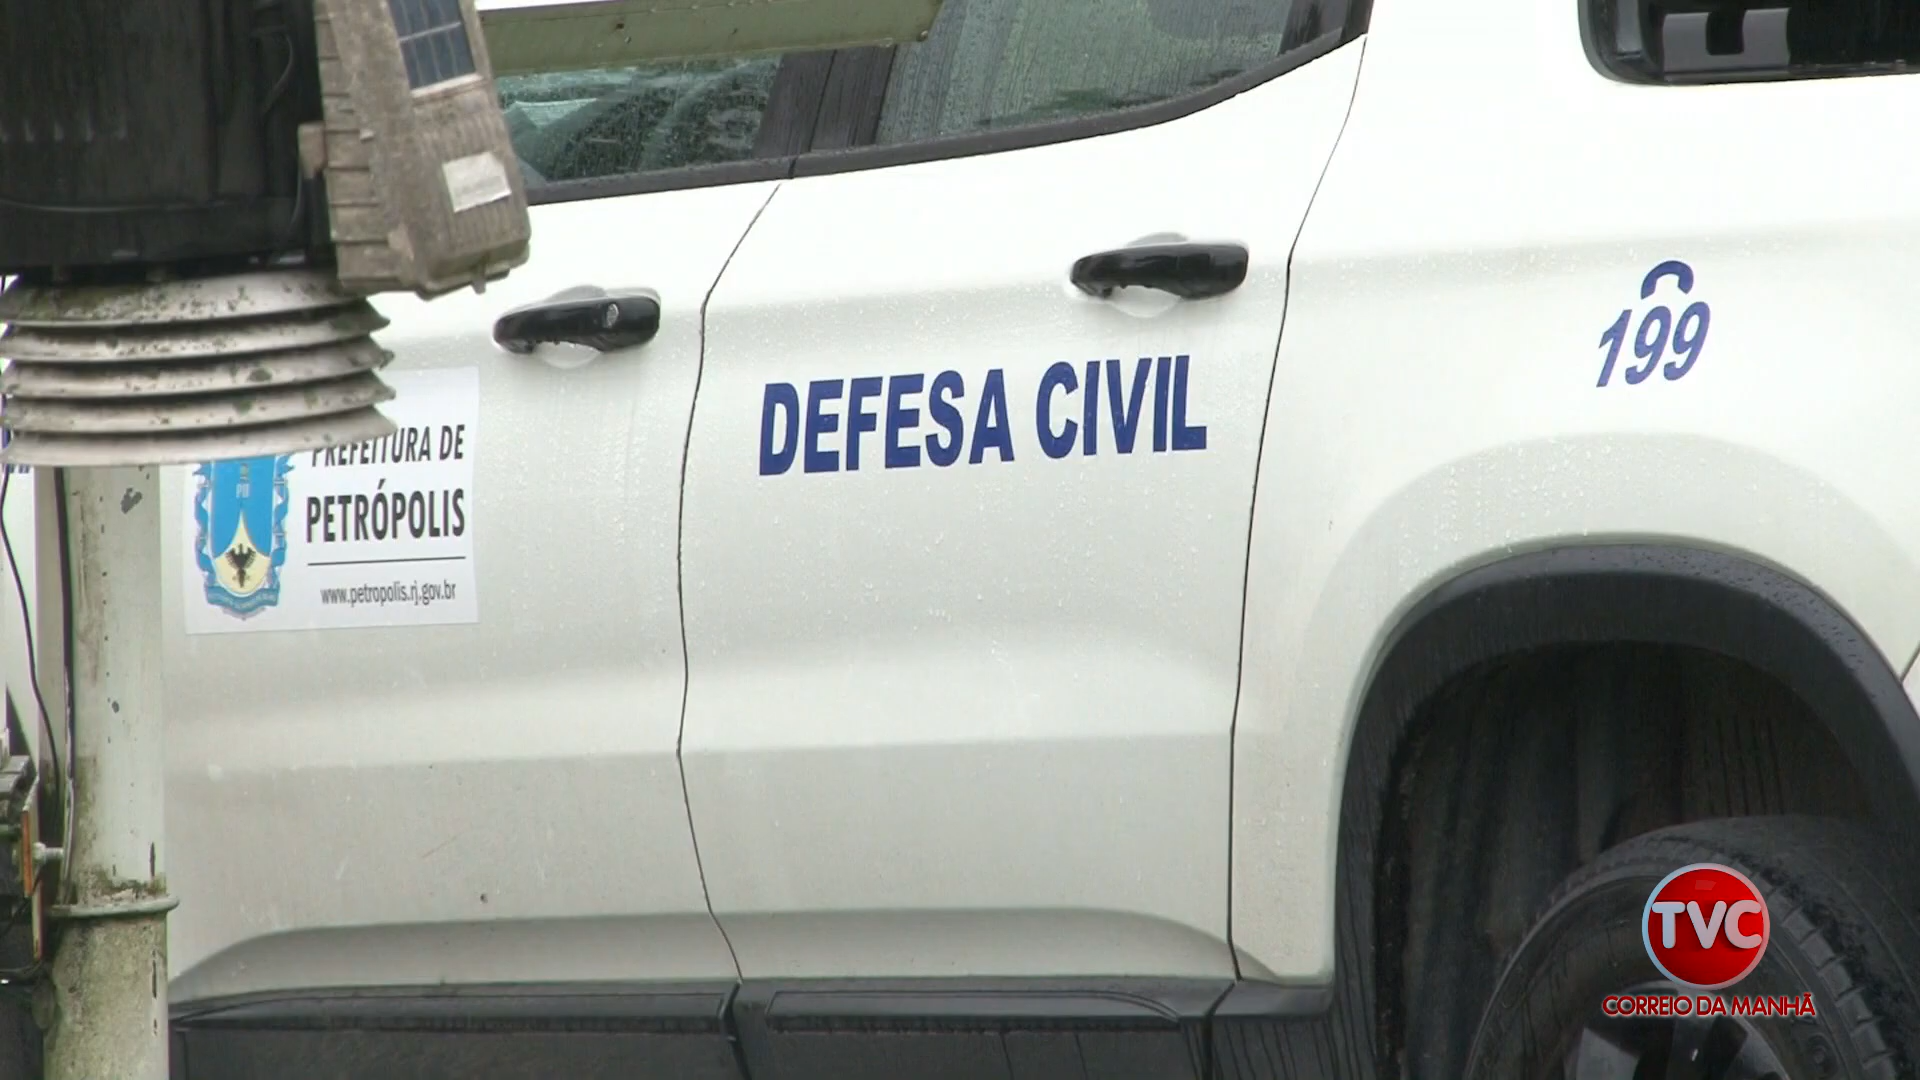 PREFEITURA DE
PETRÓPOLIS
www.petropolis.rj.gov.br
DEFESA CIVIL
199
TVC
CORREIO DA MANHÃ